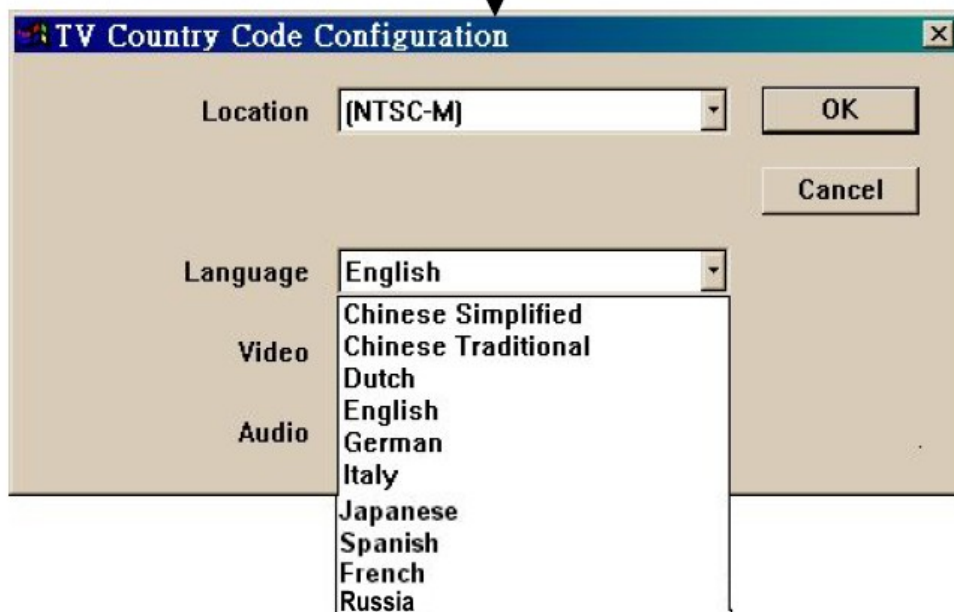 TV Country Code Configuration
Location (NTSC-M) OK
Cancel
Language English
Chinese Simplified
Video Chinese Traditional
Dutch
English
Audio German
Italy
Japanese
Spanish
French
Russia